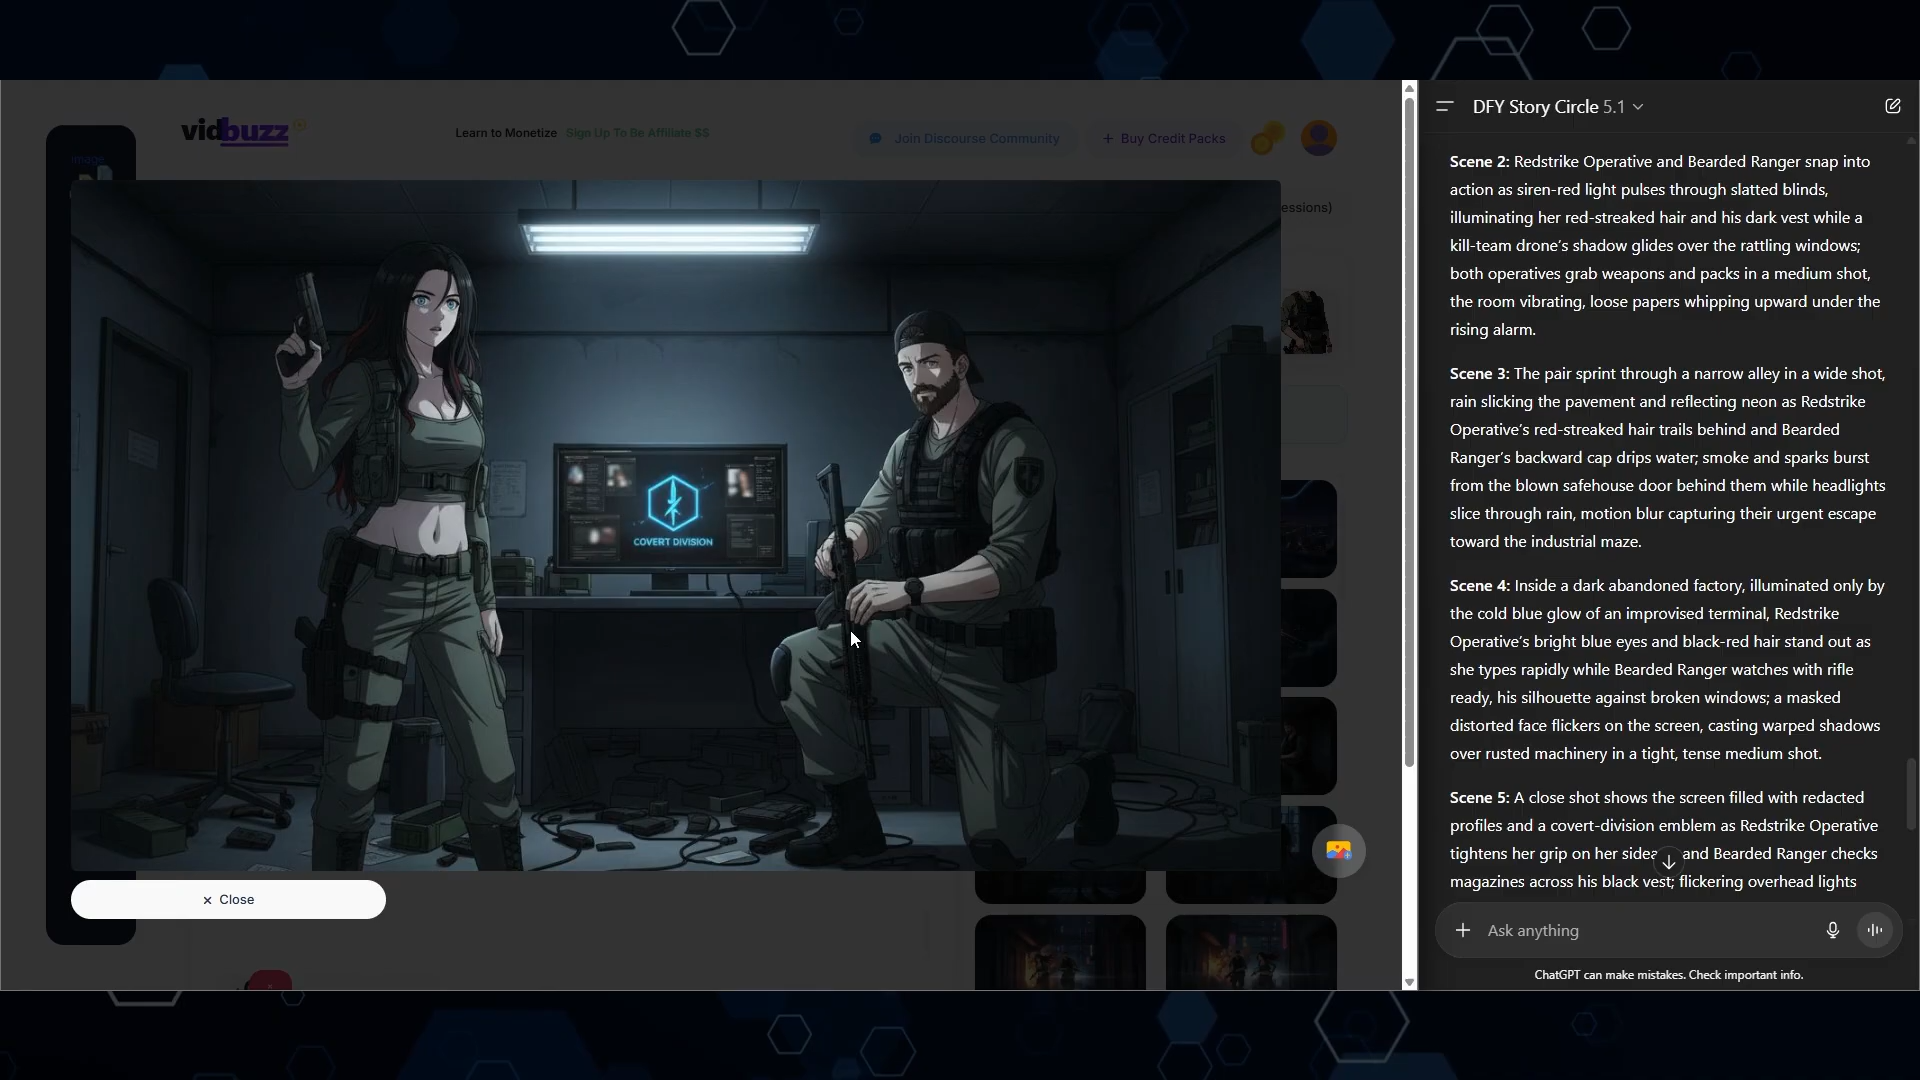 vidbuzz
Learn to Monetize Sign Up To Be Affiliate $$
Join Discourse Community
+ Buy Credit Packs
Image
essions)
COVERT DIVISION
× Close
DFY Story Circle 5.1
Scene 2: Redstrike Operative and Bearded Ranger snap into
action as siren-red light pulses through slatted blinds,
illuminating her red-streaked hair and his dark vest while a
kill-team drone’s shadow glides over the rattling windows;
both operatives grab weapons and packs in a medium shot,
the room vibrating, loose papers whipping upward under the
rising alarm.
Scene 3: The pair sprint through a narrow alley in a wide shot,
rain slicking the pavement and reflecting neon as Redstrike
Operative’s red-streaked hair trails behind and Bearded
Ranger’s backward cap drips water; smoke and sparks burst
from the blown safehouse door behind them while headlights
slice through rain, motion blur capturing their urgent escape
toward the industrial maze.
Scene 4: Inside a dark abandoned factory, illuminated only by
the cold blue glow of an improvised terminal, Redstrike
Operative’s bright blue eyes and black-red hair stand out as
she types rapidly while Bearded Ranger watches with rifle
ready, his silhouette against broken windows; a masked
distorted face flickers on the screen, casting warped shadows
over rusted machinery in a tight, tense medium shot.
Scene 5: A close shot shows the screen filled with redacted
profiles and a covert-division emblem as Redstrike Operative
tightens her grip on her sidea and Bearded Ranger checks
magazines across his black vest; flickering overhead lights
Ask anything
ChatGPT can make mistakes. Check important info.